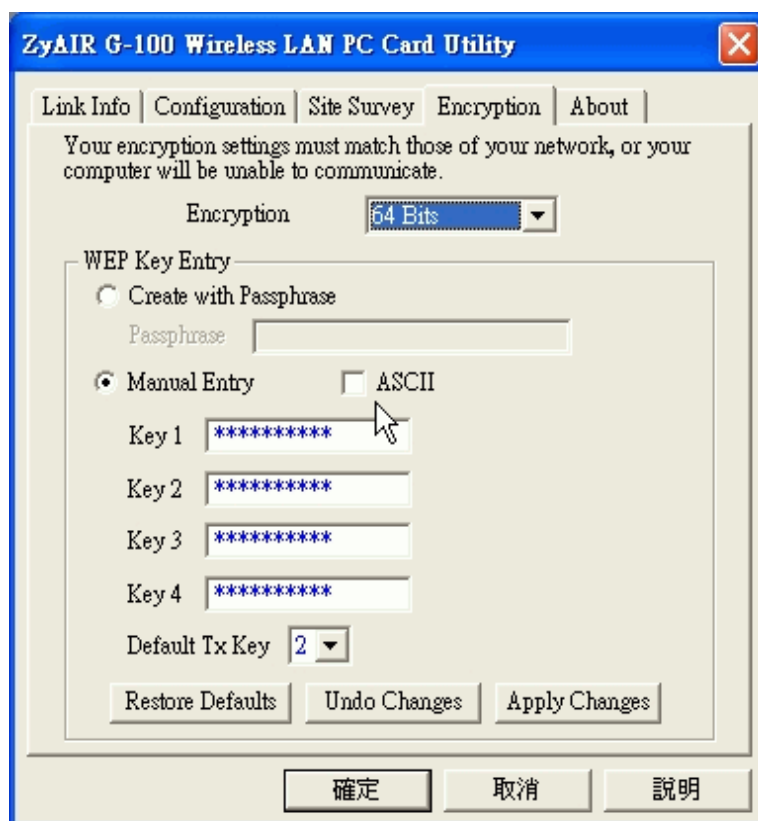 ZyAIR G-100 Wireless LAN PC Card Utility
Link Info Configuration Site Survey Encryption About
Your encryption settings must match those of your network, or your
computer will be unable to communicate.
Encryption 64 Bits
WEP Key Entry
Create with Passphrase
Passphrase
Manual Entry ASCII
Key 1 **********
Key 2 **********
Key 3 **********
Key 4 **********
Default Tx Key 2
Restore Defaults Undo Changes Apply Changes
確定 取消 說明